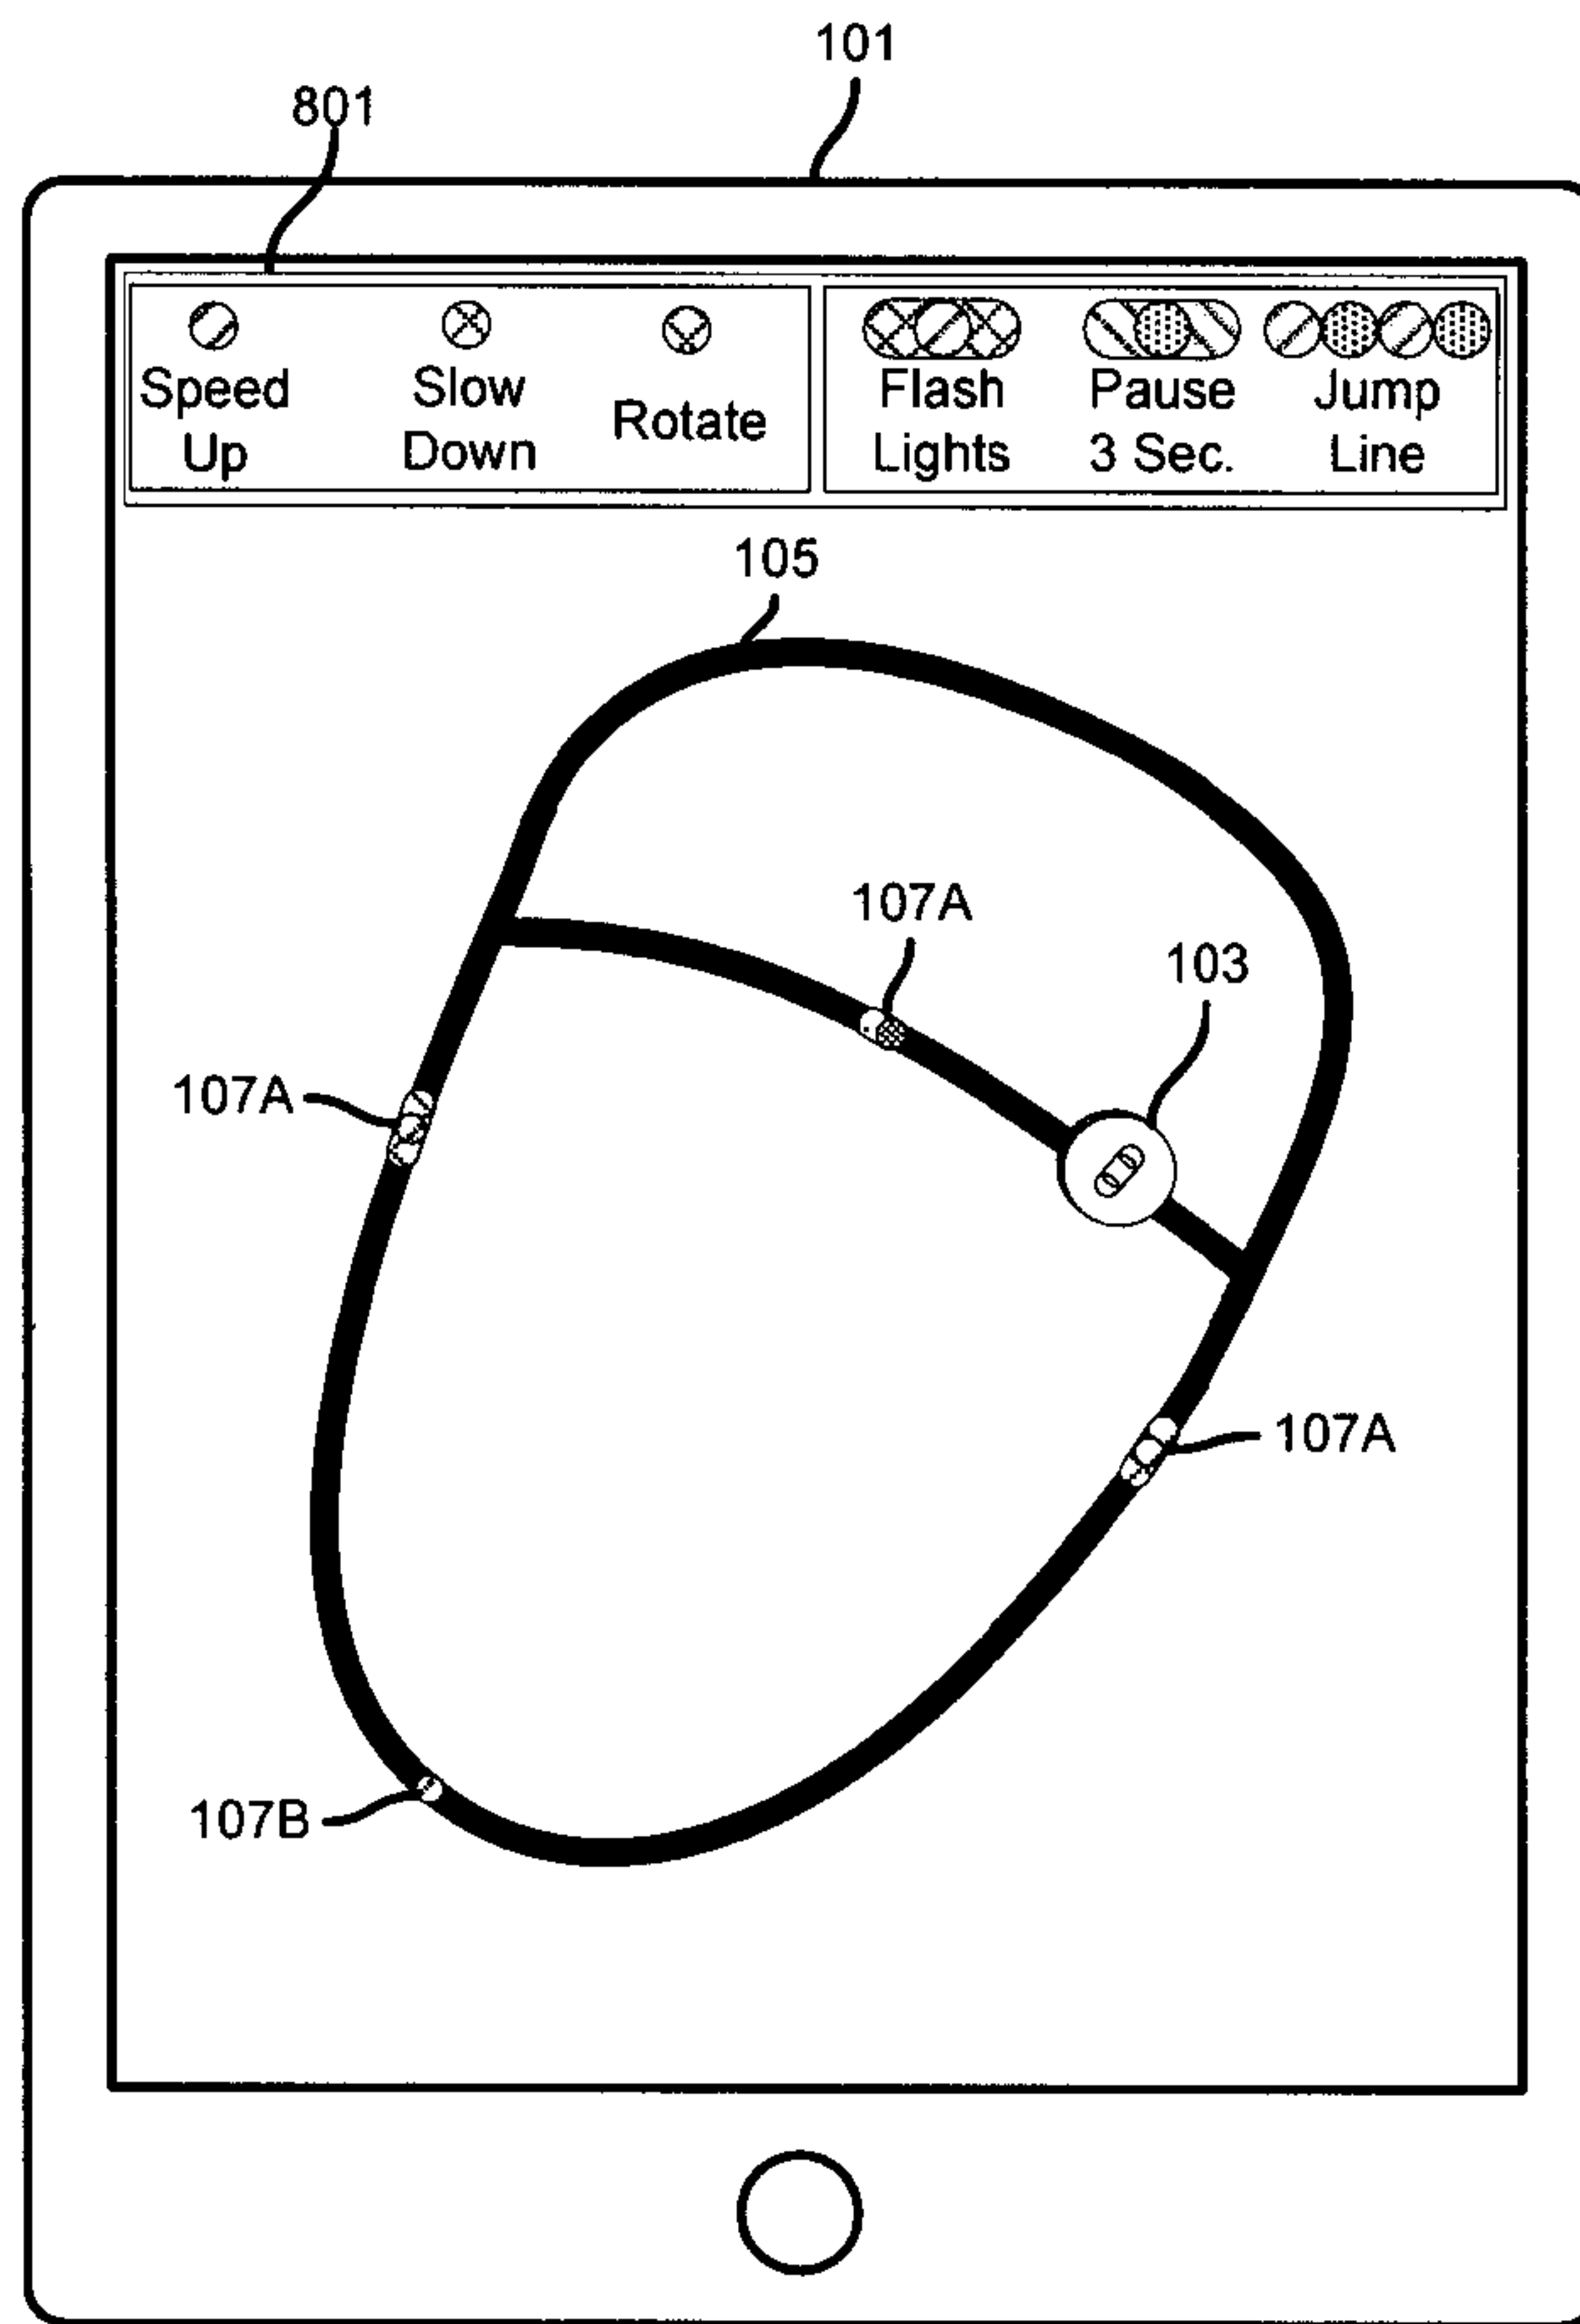 101
801
Speed
Up
Slow
Down
Rotate
Flash
Lights
Pause
3 Sec.
Jump
Line
105
107A
103
107A
107A
107B